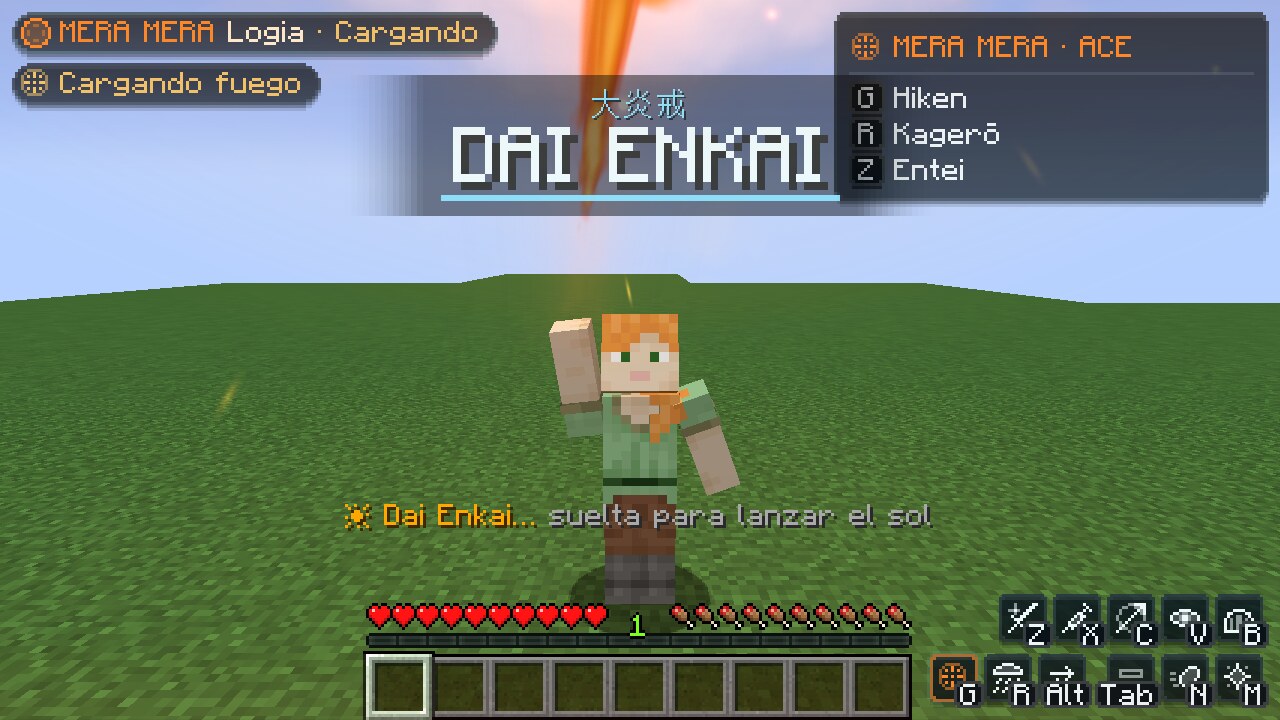 MERA MERA Logia · Cargando
Cargando fuego
大炎戒
DAI ENKAI
MERA MERA · ACE
G Hiken
R Kagerō
Z Entei
Dai Enkai... suelta para lanzar el sol
1
Z X C V B
G R Alt Tab N M